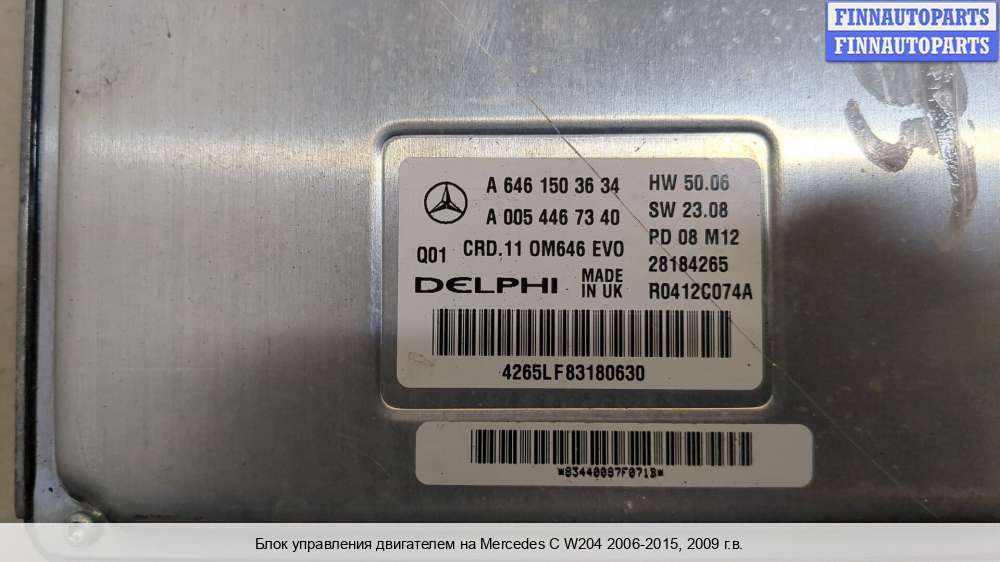 FINNAUTOPARTS
FINNAUTOPARTS
A 646 150 36 34
A 005 446 73 40
Q01 CRD.11 OM646 EVO
DELPHI MADE IN UK
HW 50.06
SW 23.08
PD 08 M12
28184265
R0412C074A
4265LF83180630
*83440097F071B*
Блок управления двигателем на Mercedes C W204 2006-2015, 2009 г.в.